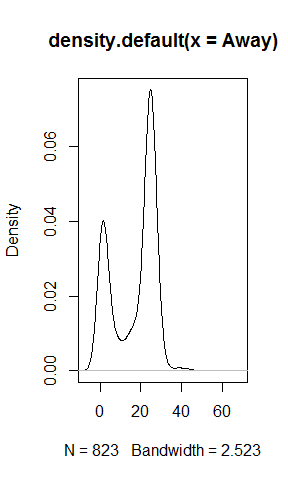 density.default(x = Away)
Density
0.00
0.02
0.04
0.06
0
20
40
60
N = 823   Bandwidth = 2.523